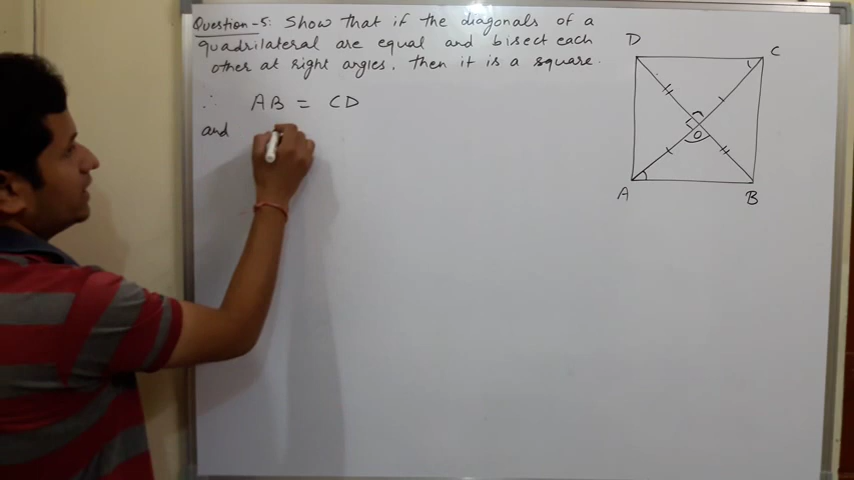 Question-5: Show that if the diagonals of a
quadrilateral are equal and bisect each
other at right angles, then it is a square.
∴ AB = CD
and
D
C
O
A
B